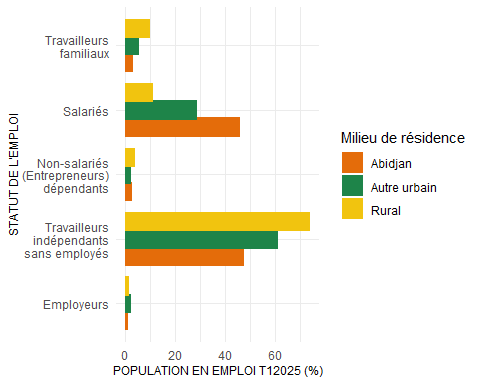 Travailleurs
familiaux
Salariés
Non-salariés
(Entrepreneurs)
dépendants
Travailleurs
indépendants
sans employés
Employeurs
STATUT DE L'EMPLOI
0 20 40 60
POPULATION EN EMPLOI T12025 (%)
Milieu de résidence
Abidjan
Autre urbain
Rural